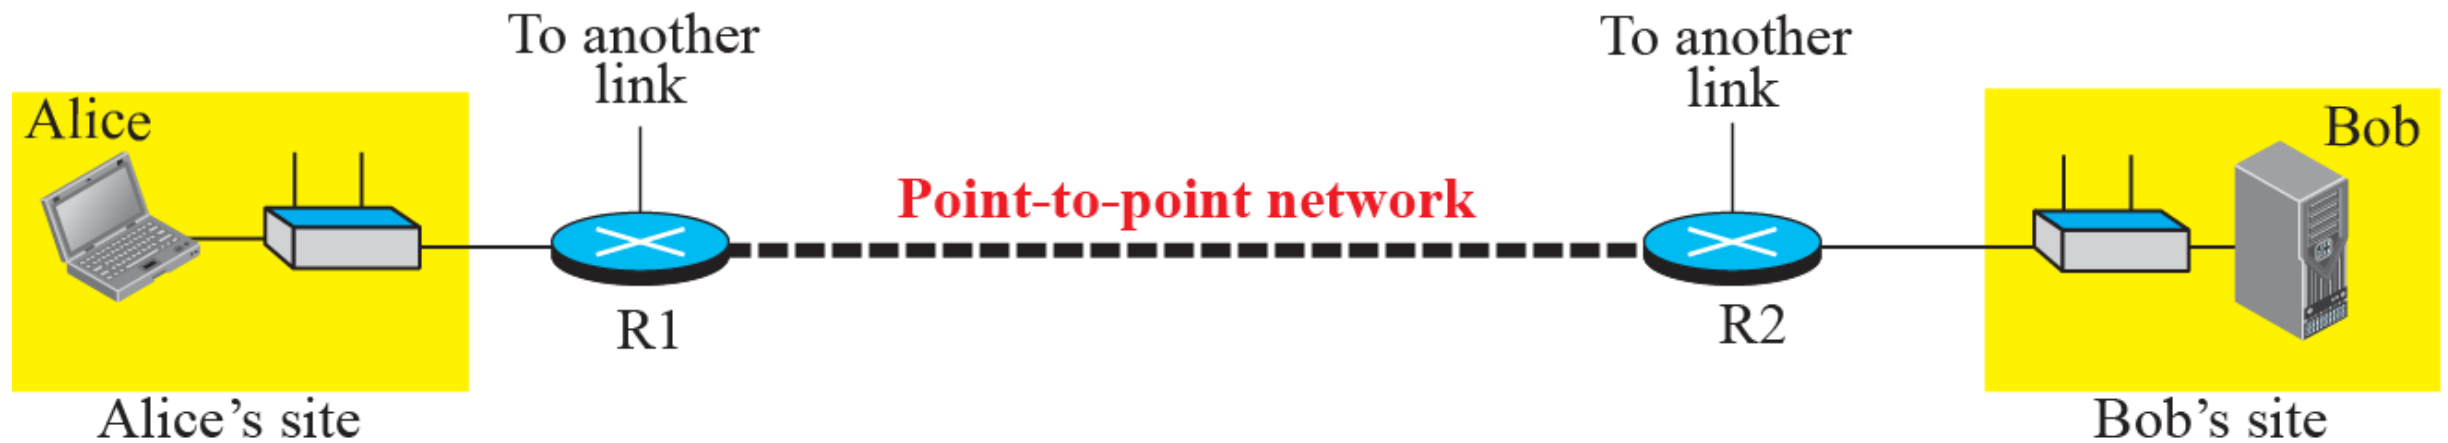 To another
link
To another
link
Alice
Bob
Point-to-point network
R1
R2
Alice’s site
Bob’s site